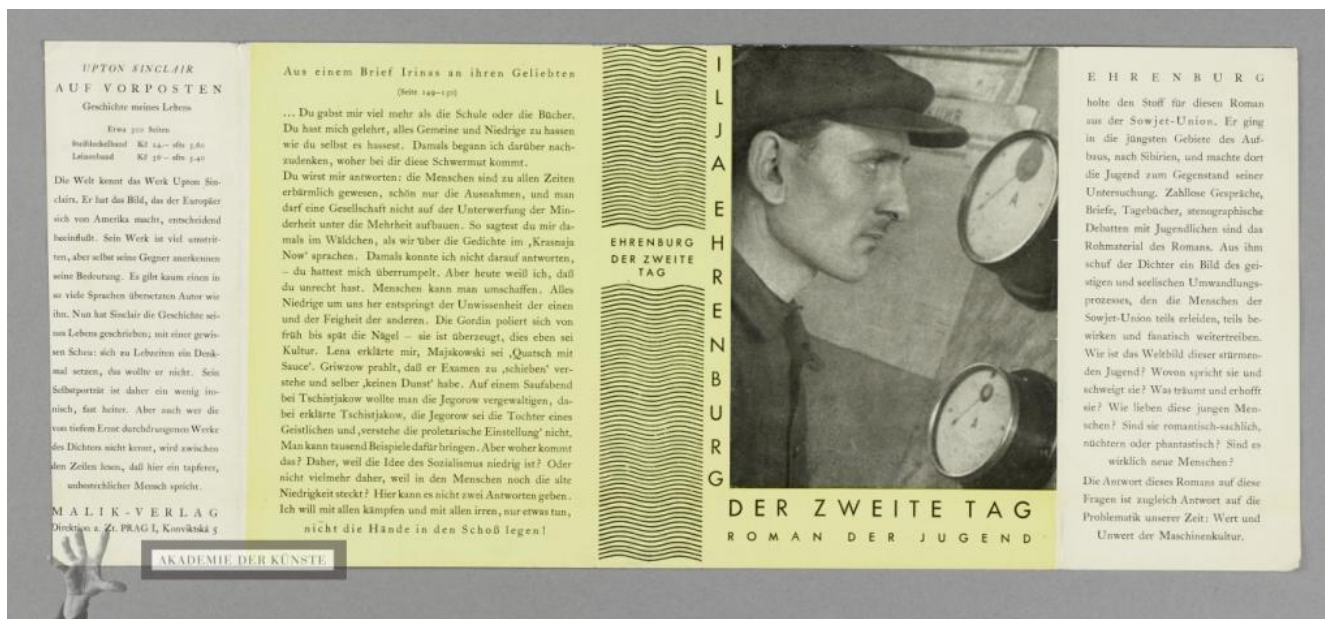 UPTON SINCLAIR
AUF VORPOSTEN
Geschichte meines Lebens
Etwa 500 Seiten
Steifdeckelband Kč 24.– sfrs 3.60
Leinenband Kč 36.– sfrs 5.40
Die Welt kennt das Werk Upton Sin-
clairs. Er hat das Bild, das der Europäer
sich von Amerika macht, entscheidend
beeinflußt. Sein Werk ist viel umstrit-
ten, aber selbst seine Gegner anerkennen
seine Bedeutung. Es gibt kaum einen in
so viele Sprachen übersetzten Autor wie
ihn. Nun hat Sinclair die Geschichte sei-
nes Lebens geschrieben; mit einer gewis-
sen Scheu: sich zu Lebzeiten ein Denk-
mal setzen, das wollte er nicht. Sein
Selbstporträt ist daher ein wenig iro-
nisch, fast heiter. Aber auch wer die
von tiefem Ernst durchdrungenen Werke
des Dichters nicht kennt, wird zwischen
den Zeilen lesen, daß hier ein tapferer,
unbestechlicher Mensch spricht.
MALIK-VERLAG
Direktion z. Zt. PRAG I, Konviktská 5
AKADEMIE DER KÜNSTE
Aus einem Brief Irinas an ihren Geliebten
(Seite 149–150)
... Du gabst mir viel mehr als die Schule oder die Bücher.
Du hast mich gelehrt, alles Gemeine und Niedrige zu hassen
wie du selbst es hassest. Damals begann ich darüber nach-
zudenken, woher bei dir diese Schwermut kommt.
Du wirst mir antworten: die Menschen sind zu allen Zeiten
erbärmlich gewesen, schön nur die Ausnahmen, und man
darf eine Gesellschaft nicht auf der Unterwerfung der Min-
derheit unter die Mehrheit aufbauen. So sagtest du mir da-
mals im Wäldchen, als wir über die Gedichte im ‚Krasnaja
Now‘ sprachen. Damals konnte ich nicht darauf antworten,
– du hattest mich überrumpelt. Aber heute weiß ich, daß
du unrecht hast. Menschen kann man umschaffen. Alles
Niedrige um uns her entspringt der Unwissenheit der einen
und der Feigheit der anderen. Die Gordin poliert sich von
früh bis spät die Nägel – sie ist überzeugt, dies eben sei
Kultur. Lena erklärte mir, Majakowski sei ‚Quatsch mit
Sauce‘. Griwzow prahlt, daß er Examen zu ‚schieben‘ ver-
stehe und selber ‚keinen Dunst‘ habe. Auf einem Saufabend
bei Tschistjakow wollte man die Jegorow vergewaltigen, da-
bei erklärte Tschistjakow, die Jegorow sei die Tochter eines
Geistlichen und ‚verstehe die proletarische Einstellung‘ nicht.
Man kann tausend Beispiele dafür bringen. Aber woher kommt
das? Daher, weil die Idee des Sozialismus niedrig ist? Oder
nicht vielmehr daher, weil in den Menschen noch die alte
Niedrigkeit steckt? Hier kann es nicht zwei Antworten geben.
Ich will mit allen kämpfen und mit allen irren, nur etwas tun,
nicht die Hände in den Schoß legen!
EHRENBURG
DER ZWEITE
TAG
ILJA EHRENBURG
DER ZWEITE TAG
ROMAN DER JUGEND
EHRENBURG
holte den Stoff für diesen Roman
aus der Sowjet-Union. Er ging
in die jüngsten Gebiete des Auf-
baus, nach Sibirien, und machte dort
die Jugend zum Gegenstand seiner
Untersuchung. Zahllose Gespräche,
Briefe, Tagebücher, stenographische
Debatten mit Jugendlichen sind das
Rohmaterial des Romans. Aus ihm
schuf der Dichter ein Bild des gei-
stigen und seelischen Umwandlungs-
prozesses, den die Menschen der
Sowjet-Union teils erleiden, teils be-
wirken und fanatisch weitertreiben.
Wie ist das Weltbild dieser stürmen-
den Jugend? Wovon spricht sie und
schweigt sie? Was träumt und erhofft
sie? Wie lieben diese jungen Men-
schen? Sind sie romantisch-sachlich,
nüchtern oder phantastisch? Sind es
wirklich neue Menschen?
Die Antwort dieses Romans auf diese
Fragen ist zugleich Antwort auf die
Problematik unserer Zeit: Wert und
Unwert der Maschinenkultur.
A
A